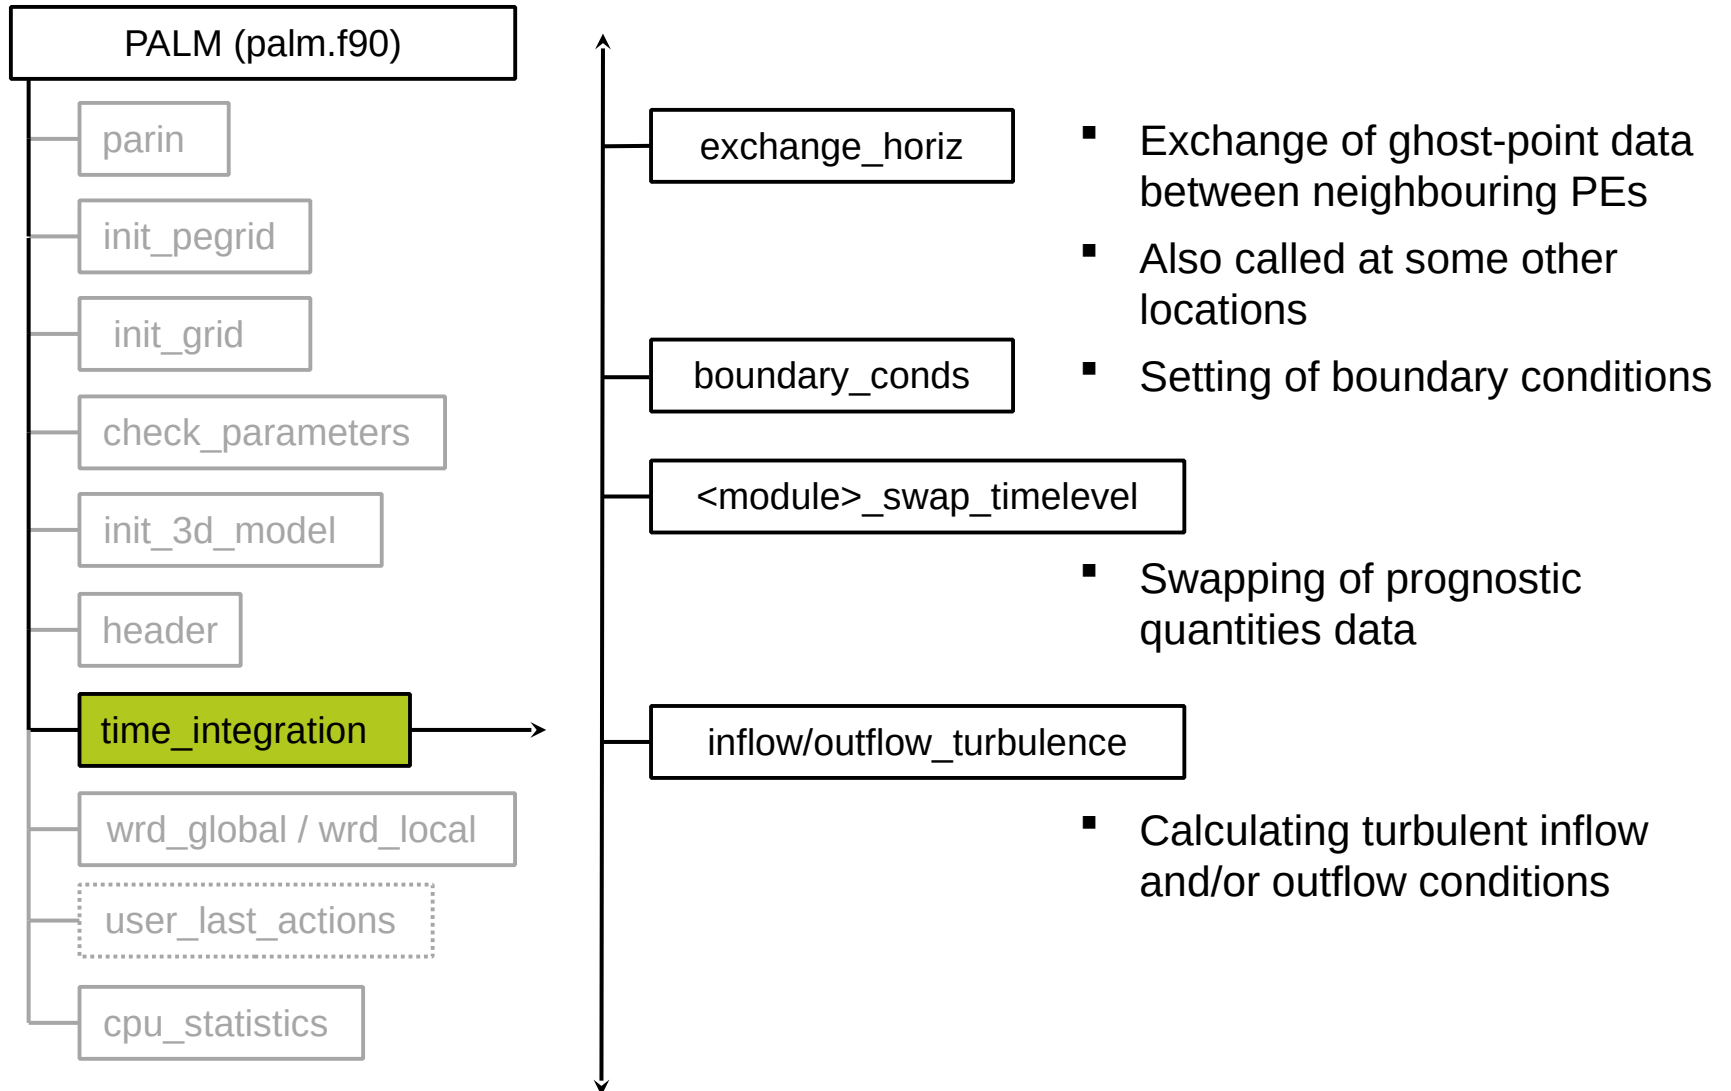 PALM (palm.f90)
parin
init_pegrid
init_grid
check_parameters
init_3d_model
header
time_integration
wrd_global / wrd_local
user_last_actions
cpu_statistics
exchange_horiz
▪ Exchange of ghost-point data
between neighbouring PEs
▪ Also called at some other
locations
boundary_conds
▪ Setting of boundary conditions
<module>_swap_timelevel
▪ Swapping of prognostic
quantities data
inflow/outflow_turbulence
▪ Calculating turbulent inflow
and/or outflow conditions